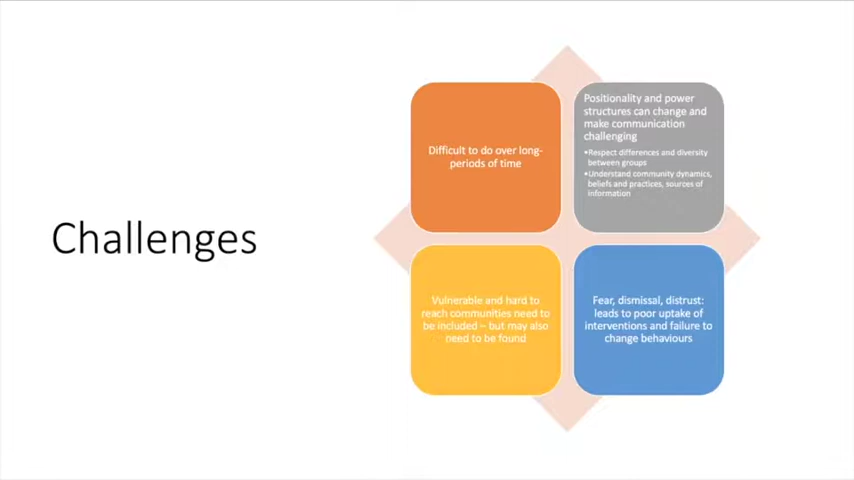 Challenges
Difficult to do over long-
periods of time
Positionality and power
structures can change and
make communication
challenging
•Respect differences and diversity
between groups
•Understand community dynamics,
beliefs and practices, sources of
information
Vulnerable and hard to
reach communities need to
be included – but may also
need to be found
Fear, dismissal, distrust:
leads to poor uptake of
interventions and failure to
change behaviours